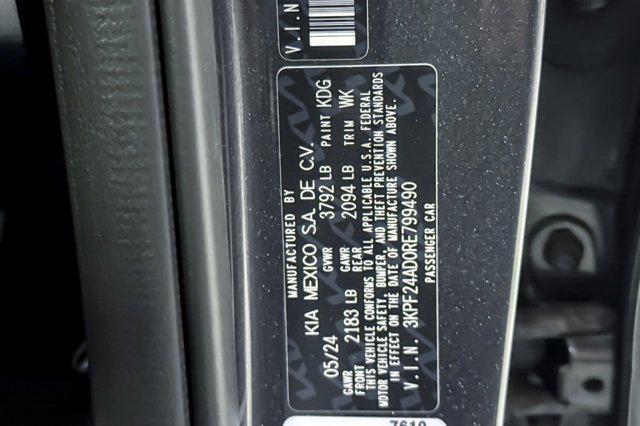 V.I.N
MANUFACTURED BY
KIA MEXICO S.A. DE C.V.
05/24 GVWR 3792 LB PAINT KDG
GAWR FRONT 2183 LB GAWR REAR 2094 LB TRIM WK
THIS VEHICLE CONFORMS TO ALL APPLICABLE U.S.A. FEDERAL
MOTOR VEHICLE SAFETY, BUMPER, AND THEFT PREVENTION STANDARDS
IN EFFECT ON THE DATE OF MANUFACTURE SHOWN ABOVE.
V.I.N. 3KPF24AD0RE799490
PASSENGER CAR